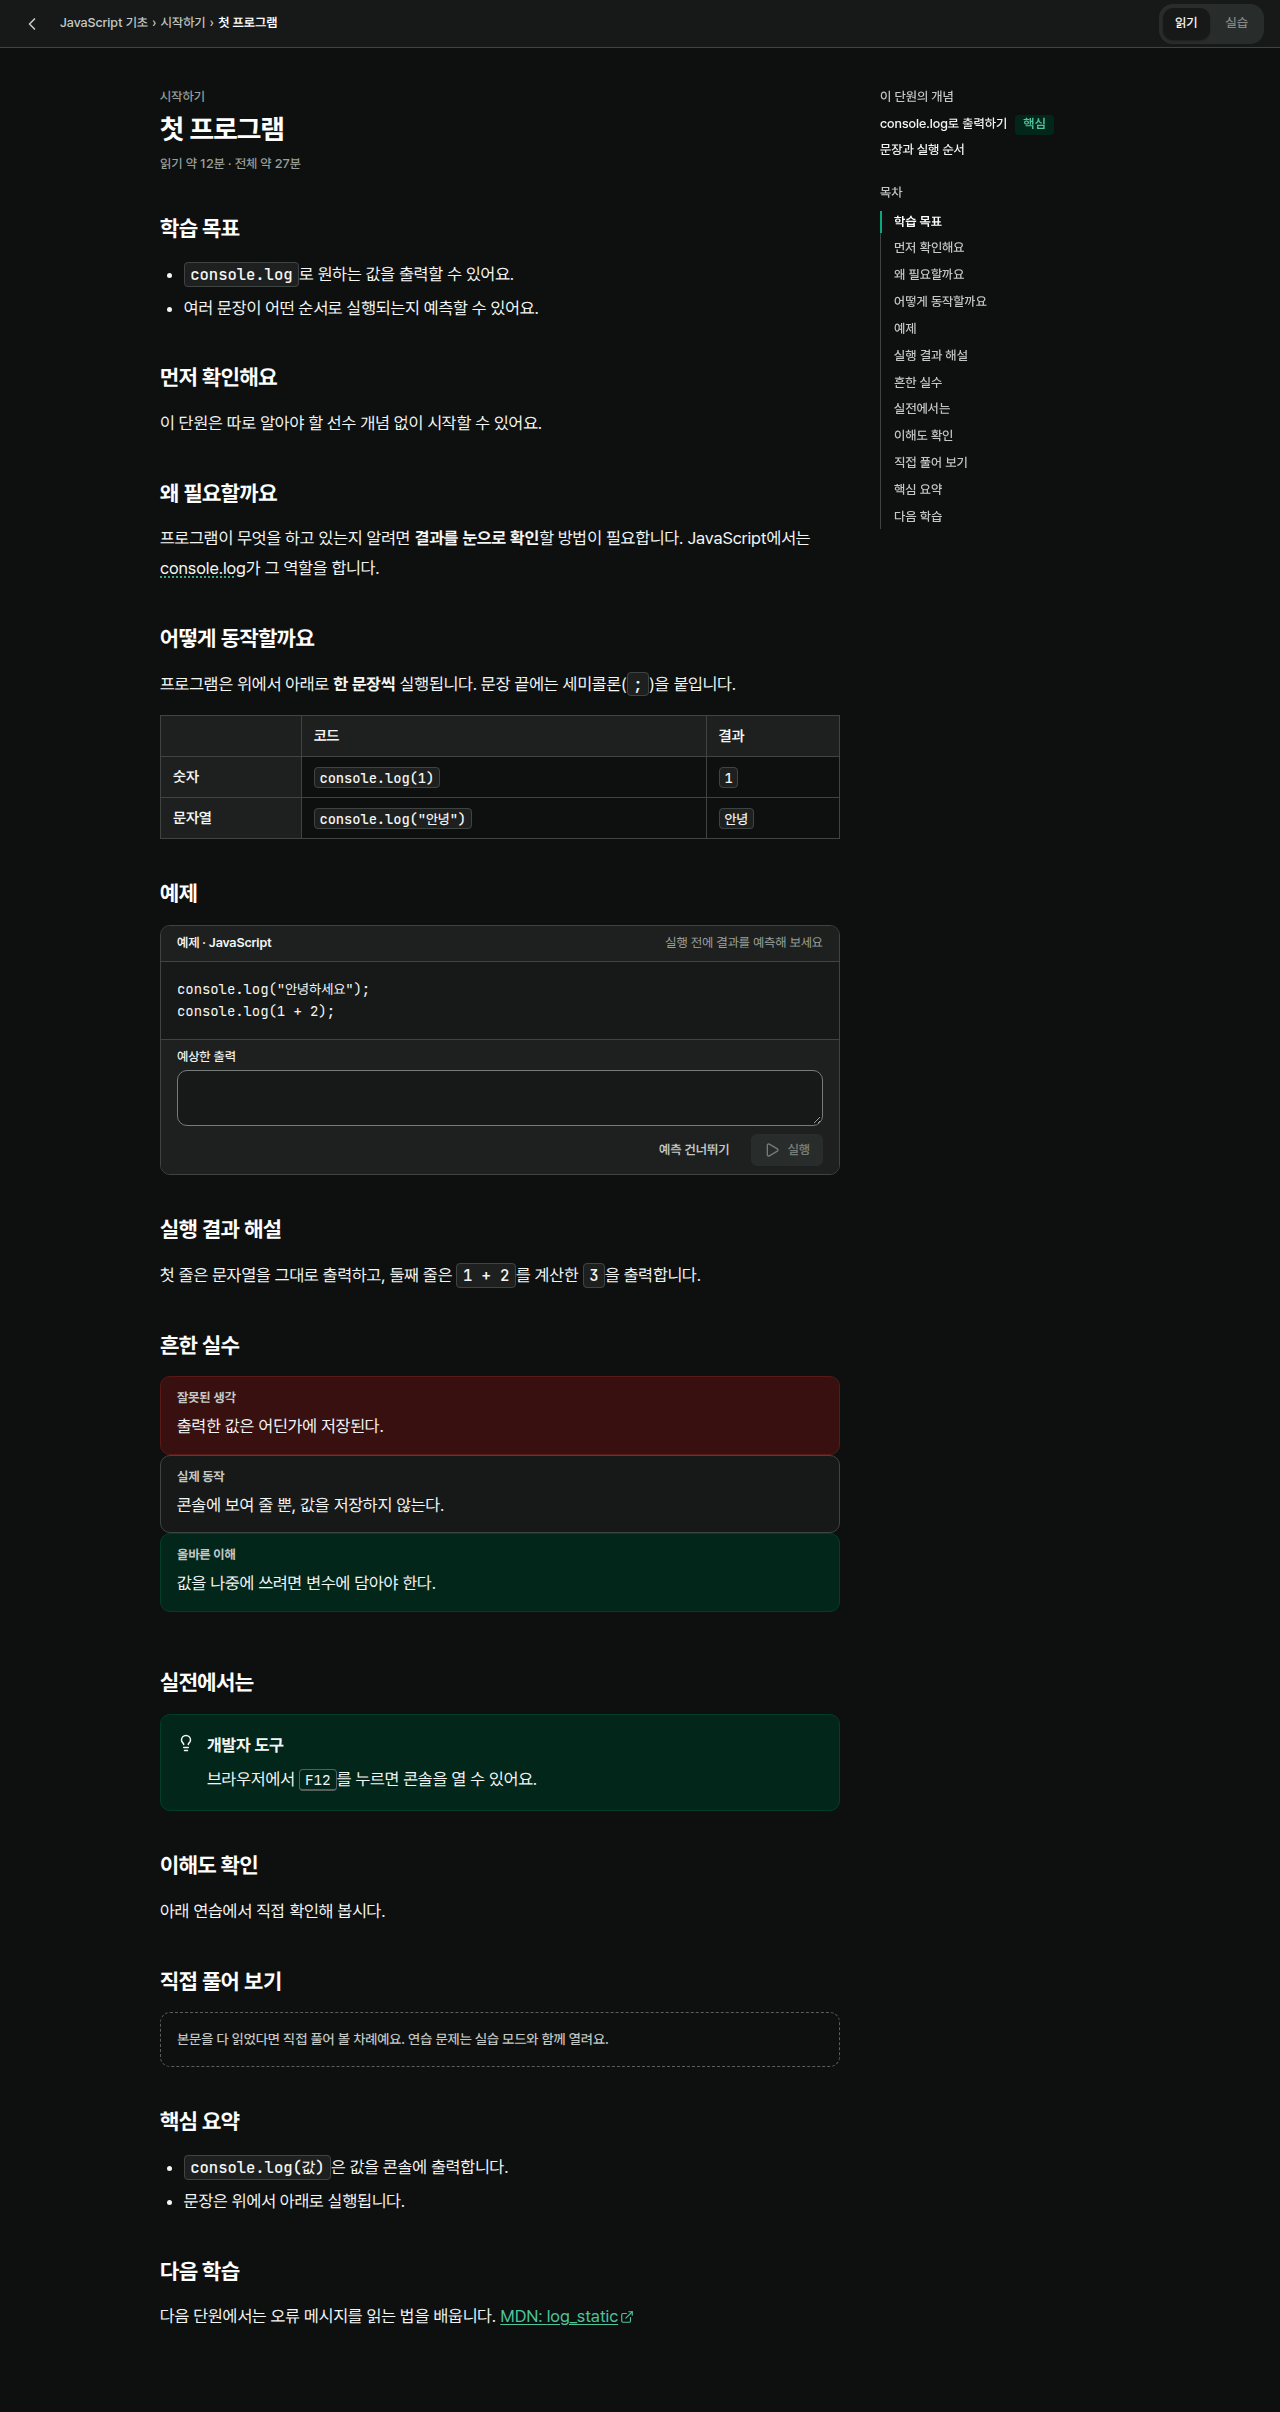 JavaScript 기초 › 시작하기 › 첫 프로그램
읽기 실습
시작하기
첫 프로그램
읽기 약 12분 · 전체 약 27분
학습 목표
console.log로 원하는 값을 출력할 수 있어요.
여러 문장이 어떤 순서로 실행되는지 예측할 수 있어요.
먼저 확인해요
이 단원은 따로 알아야 할 선수 개념 없이 시작할 수 있어요.
왜 필요할까요
프로그램이 무엇을 하고 있는지 알려면 결과를 눈으로 확인할 방법이 필요합니다. JavaScript에서는
console.log가 그 역할을 합니다.
어떻게 동작할까요
프로그램은 위에서 아래로 한 문장씩 실행됩니다. 문장 끝에는 세미콜론(;)을 붙입니다.
코드 결과
숫자 console.log(1) 1
문자열 console.log("안녕") 안녕
예제
예제 · JavaScript 실행 전에 결과를 예측해 보세요
console.log("안녕하세요");
console.log(1 + 2);
예상한 출력
예측 건너뛰기 실행
실행 결과 해설
첫 줄은 문자열을 그대로 출력하고, 둘째 줄은 1 + 2를 계산한 3을 출력합니다.
흔한 실수
잘못된 생각
출력한 값은 어딘가에 저장된다.
실제 동작
콘솔에 보여 줄 뿐, 값을 저장하지 않는다.
올바른 이해
값을 나중에 쓰려면 변수에 담아야 한다.
실전에서는
개발자 도구
브라우저에서 F12를 누르면 콘솔을 열 수 있어요.
이해도 확인
아래 연습에서 직접 확인해 봅시다.
직접 풀어 보기
본문을 다 읽었다면 직접 풀어 볼 차례예요. 연습 문제는 실습 모드와 함께 열려요.
핵심 요약
console.log(값)은 값을 콘솔에 출력합니다.
문장은 위에서 아래로 실행됩니다.
다음 학습
다음 단원에서는 오류 메시지를 읽는 법을 배웁니다. MDN: log_static
이 단원의 개념
console.log로 출력하기 핵심
문장과 실행 순서
목차
학습 목표
먼저 확인해요
왜 필요할까요
어떻게 동작할까요
예제
실행 결과 해설
흔한 실수
실전에서는
이해도 확인
직접 풀어 보기
핵심 요약
다음 학습